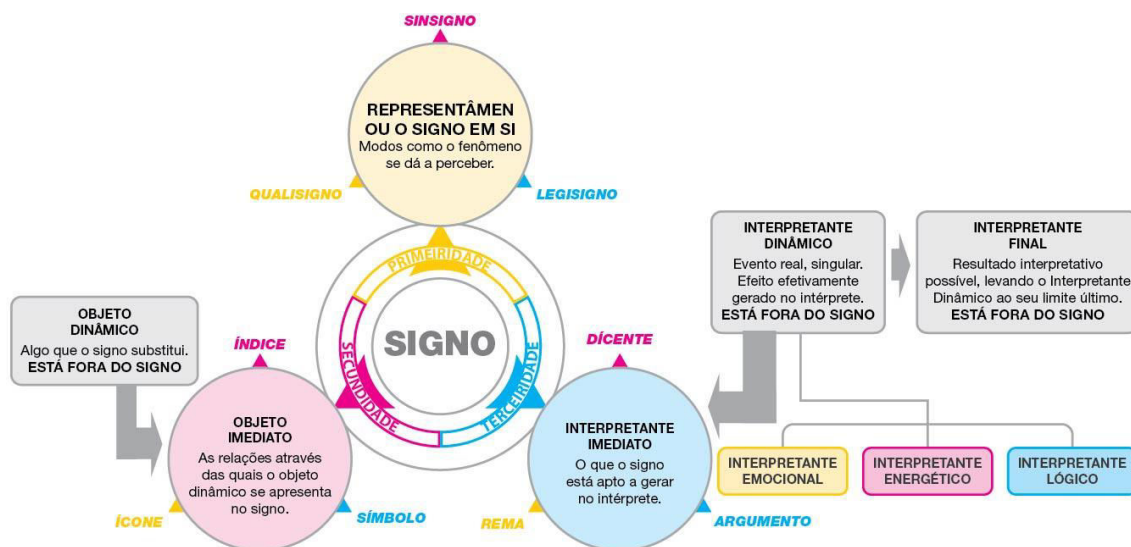 SINSIGNO
REPRESENTÂMEN
OU O SIGNO EM SI
Modos como o fenômeno
se dá a perceber.
QUALISIGNO
LEGISIGNO
PRIMEIRIDADE
SECUNDIDADE
TERCEIRIDADE
SIGNO
OBJETO
DINÂMICO
Algo que o signo substitui.
ESTÁ FORA DO SIGNO
ÍNDICE
OBJETO
IMEDIATO
As relações através
das quais o objeto
dinâmico se apresenta
no signo.
ÍCONE
SÍMBOLO
DÍCENTE
INTERPRETANTE
IMEDIATO
O que o signo
está apto a gerar
no intérprete.
REMA
ARGUMENTO
INTERPRETANTE
DINÂMICO
Evento real, singular.
Efeito efetivamente
gerado no intérprete.
ESTÁ FORA DO SIGNO
INTERPRETANTE
FINAL
Resultado interpretativo
possível, levando o Interpretante
Dinâmico ao seu limite último.
ESTÁ FORA DO SIGNO
INTERPRETANTE
EMOCIONAL
INTERPRETANTE
ENERGÉTICO
INTERPRETANTE
LÓGICO